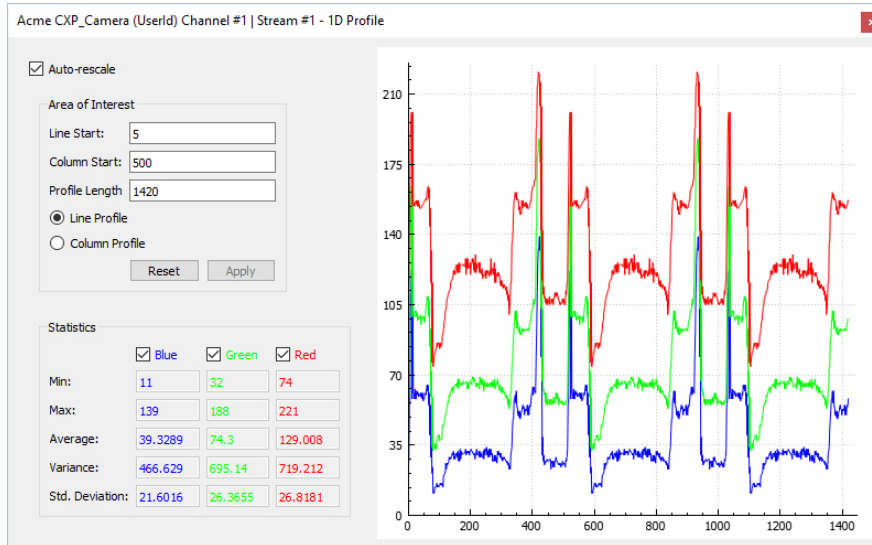 Acme CXP_Camera (UserId) Channel #1 | Stream #1 - 1D Profile
Auto-rescale
Area of Interest
Line Start: 5
Column Start: 500
Profile Length 1420
Line Profile
Column Profile
Reset Apply
Statistics
Blue Green Red
Min: 11 32 74
Max: 139 188 221
Average: 39.3289 74.3 129.008
Variance: 466.629 695.14 719.212
Std. Deviation: 21.6016 26.3655 26.8181
210
175
140
105
70
35
0
0 200 400 600 800 1000 1200 1400